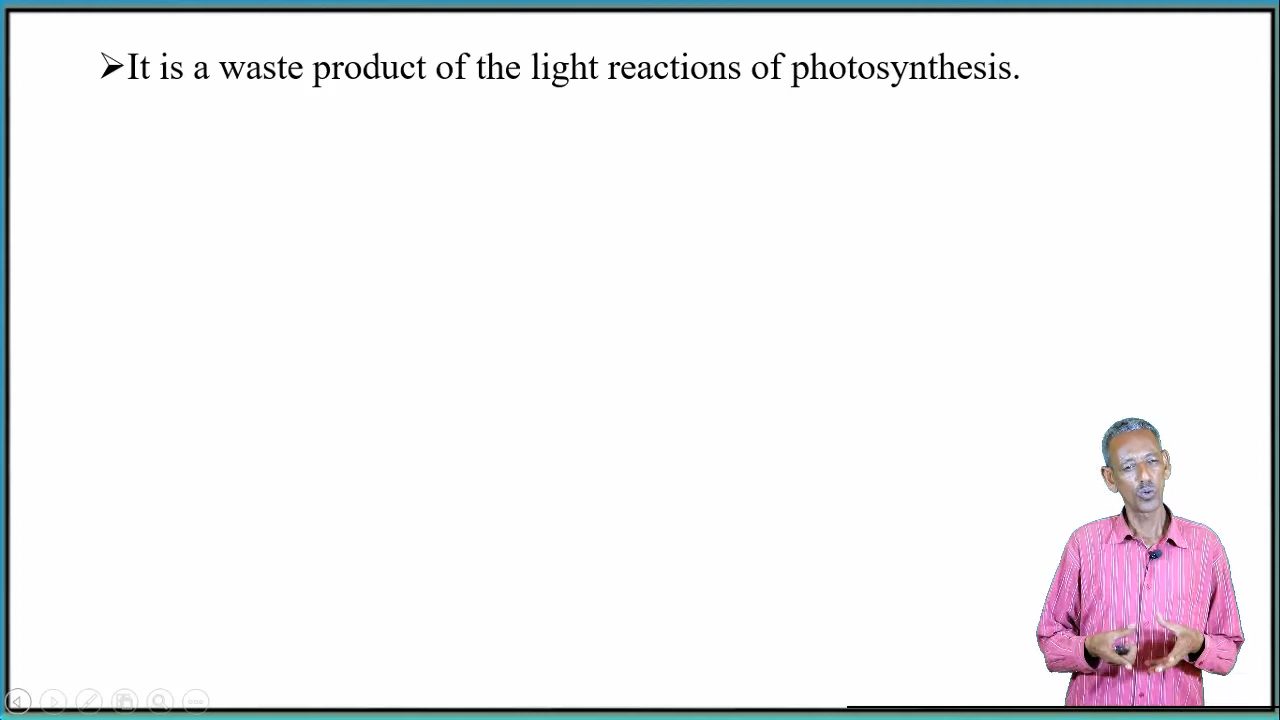 ➢It is a waste product of the light reactions of photosynthesis.